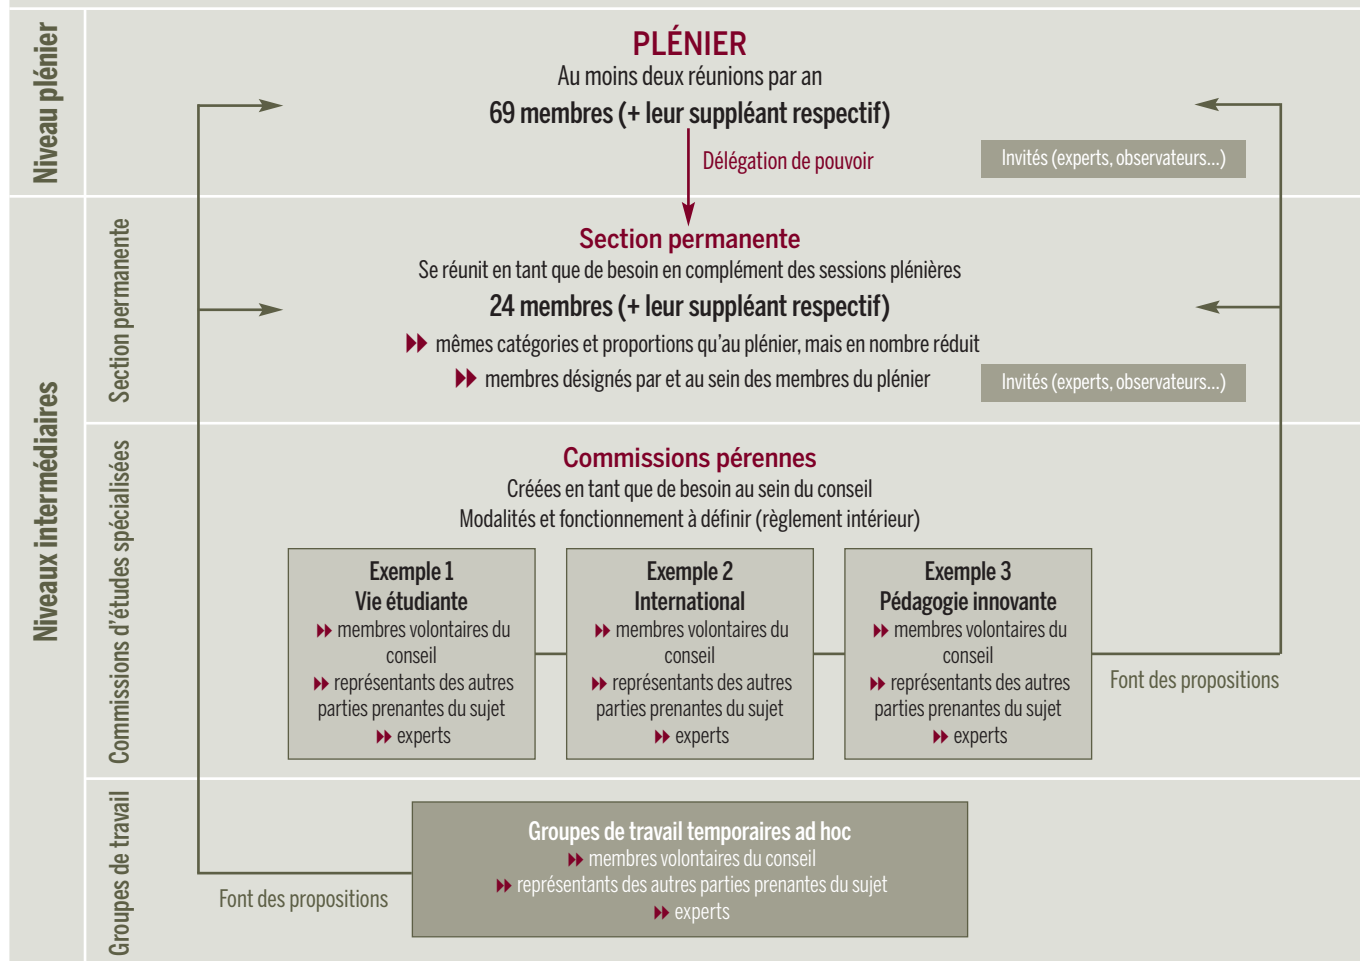 Niveau plénier
PLÉNIER
Au moins deux réunions par an
69 membres (+ leur suppléant respectif)
Délégation de pouvoir
Invités (experts, observateurs...)
Niveaux intermédiaires
Section permanente
Section permanente
Se réunit en tant que de besoin en complément des sessions plénières
24 membres (+ leur suppléant respectif)
mêmes catégories et proportions qu'au plénier, mais en nombre réduit
membres désignés par et au sein des membres du plénier
Invités (experts, observateurs...)
Commissions d'études spécialisées
Commissions pérennes
Créées en tant que de besoin au sein du conseil
Modalités et fonctionnement à définir (règlement intérieur)
Exemple 1
Vie étudiante
membres volontaires du
conseil
représentants des autres
parties prenantes du sujet
experts
Exemple 2
International
membres volontaires du
conseil
représentants des autres
parties prenantes du sujet
experts
Exemple 3
Pédagogie innovante
membres volontaires du
conseil
représentants des autres
parties prenantes du sujet
experts
Font des propositions
Groupes de travail
Groupes de travail temporaires ad hoc
membres volontaires du conseil
représentants des autres parties prenantes du sujet
experts
Font des propositions